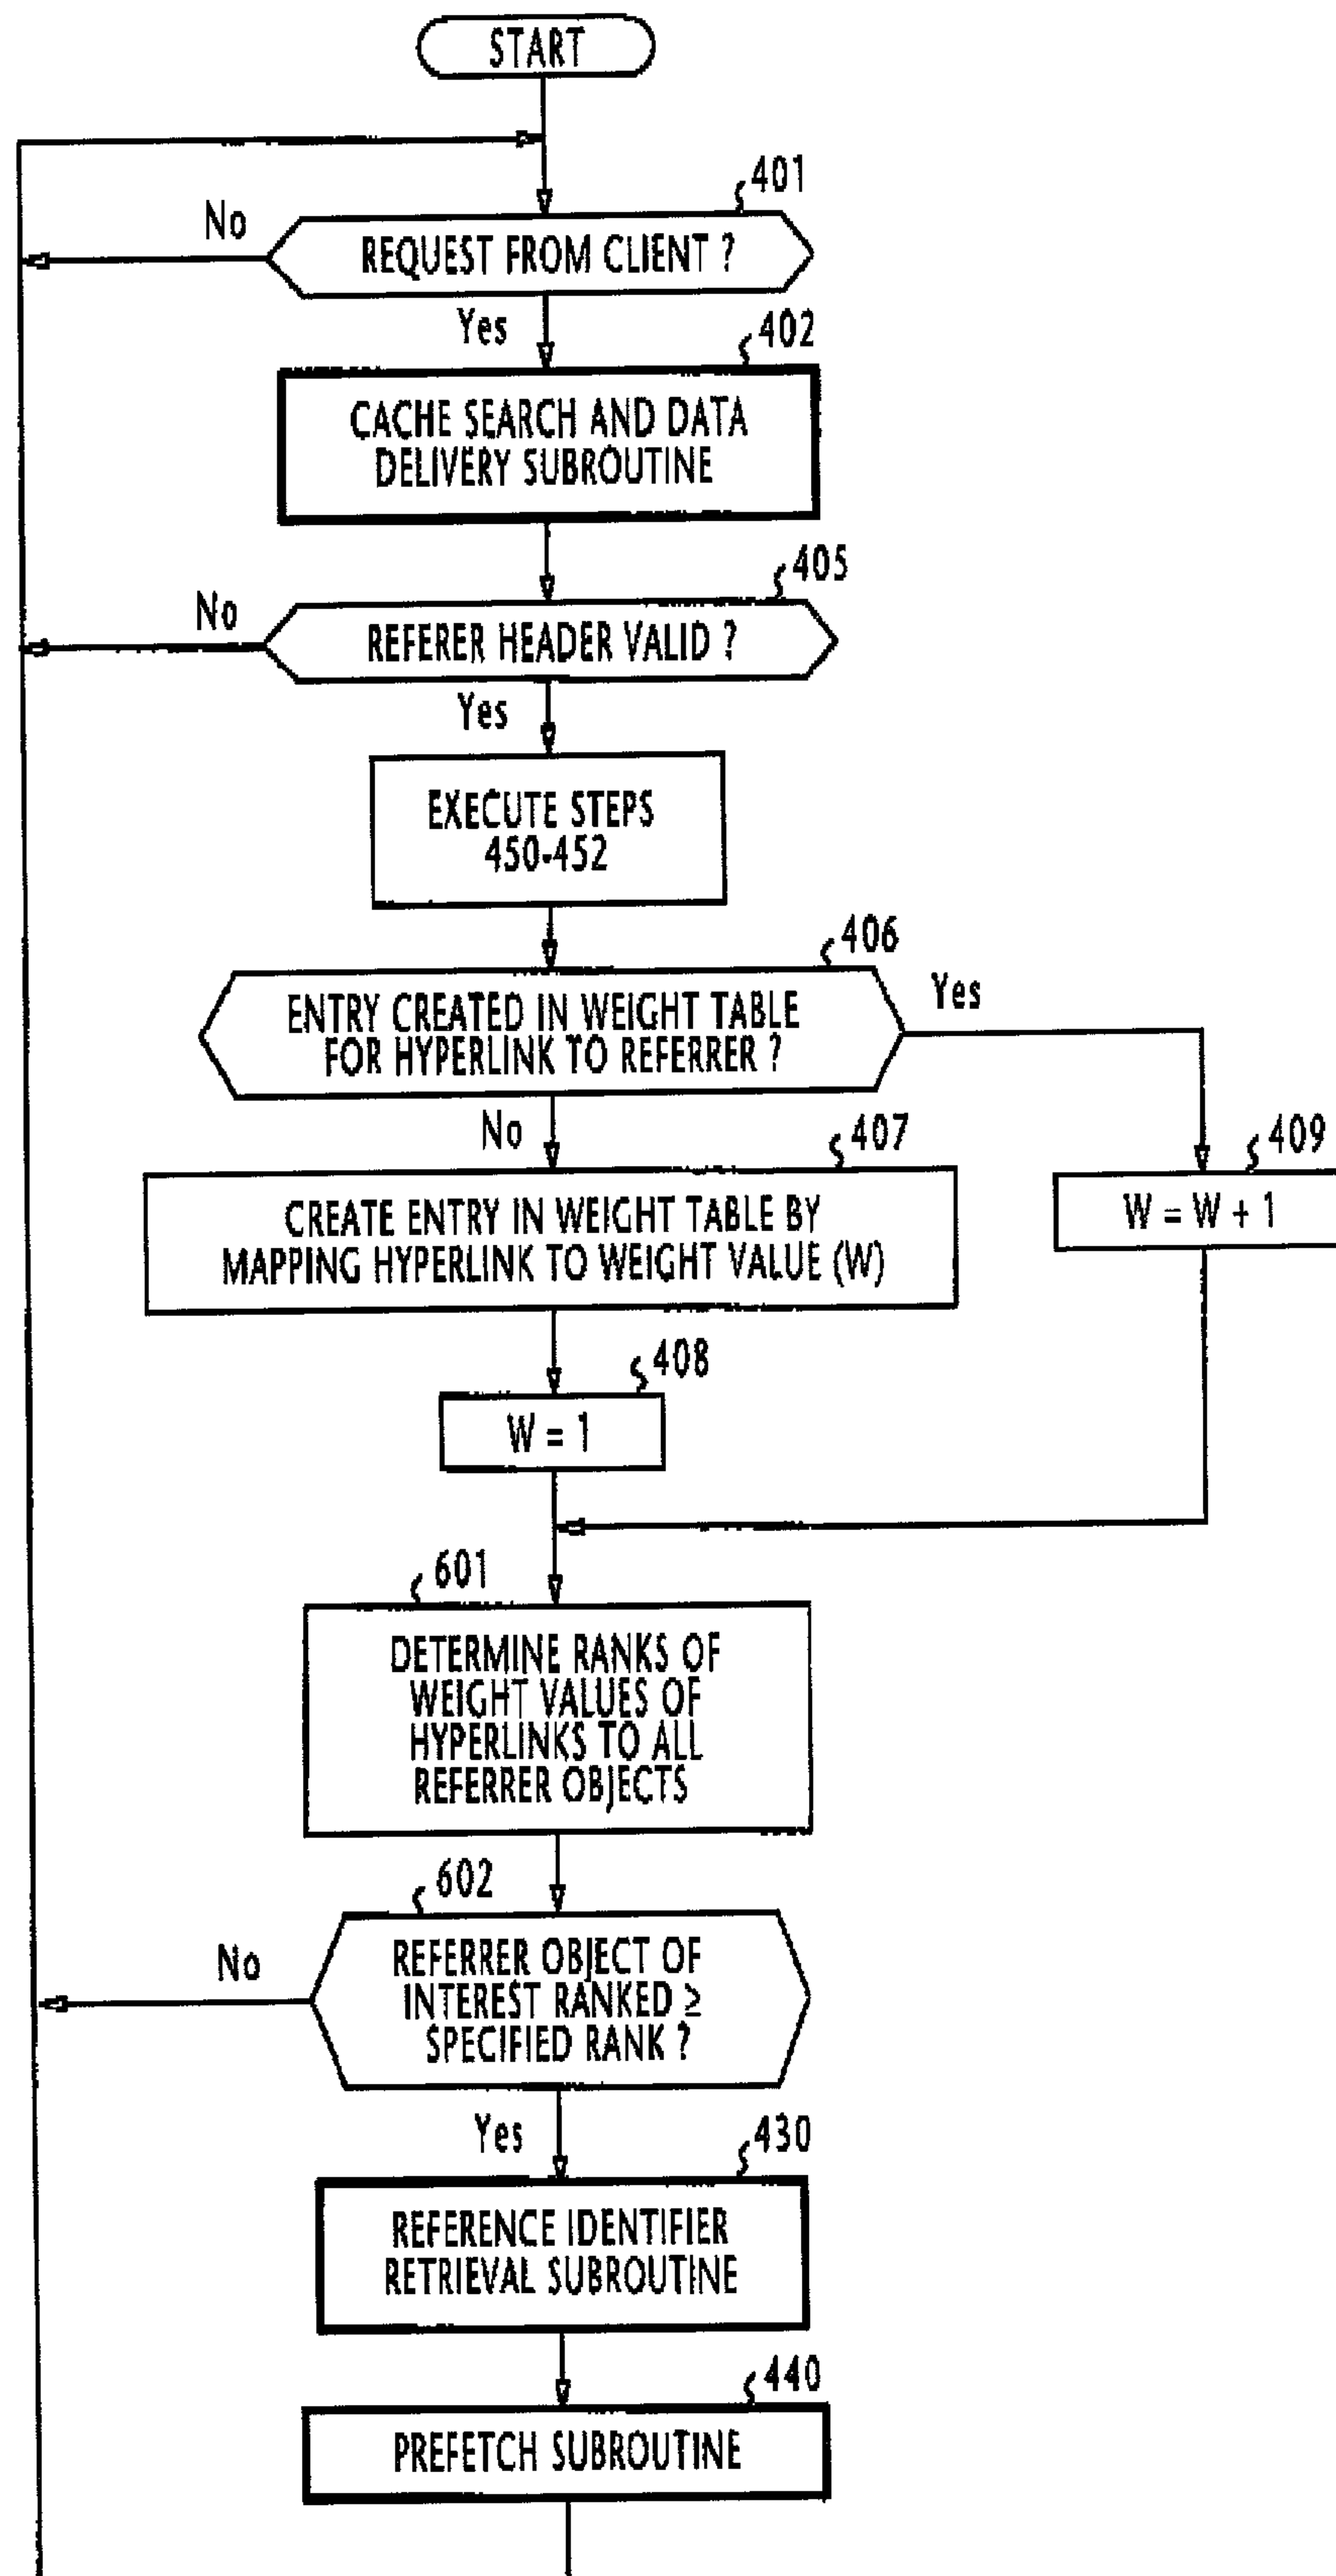 START
401
No
REQUEST FROM CLIENT ?
Yes
402
CACHE SEARCH AND DATA
DELIVERY SUBROUTINE
405
No
REFERER HEADER VALID ?
Yes
EXECUTE STEPS
450-452
406
Yes
ENTRY CREATED IN WEIGHT TABLE
FOR HYPERLINK TO REFERRER ?
No
407
409
CREATE ENTRY IN WEIGHT TABLE BY
MAPPING HYPERLINK TO WEIGHT VALUE (W)
W = W + 1
408
W = 1
601
DETERMINE RANKS OF
WEIGHT VALUES OF
HYPERLINKS TO ALL
REFERRER OBJECTS
602
No
REFERRER OBJECT OF
INTEREST RANKED ≥
SPECIFIED RANK ?
Yes
430
REFERENCE IDENTIFIER
RETRIEVAL SUBROUTINE
440
PREFETCH SUBROUTINE